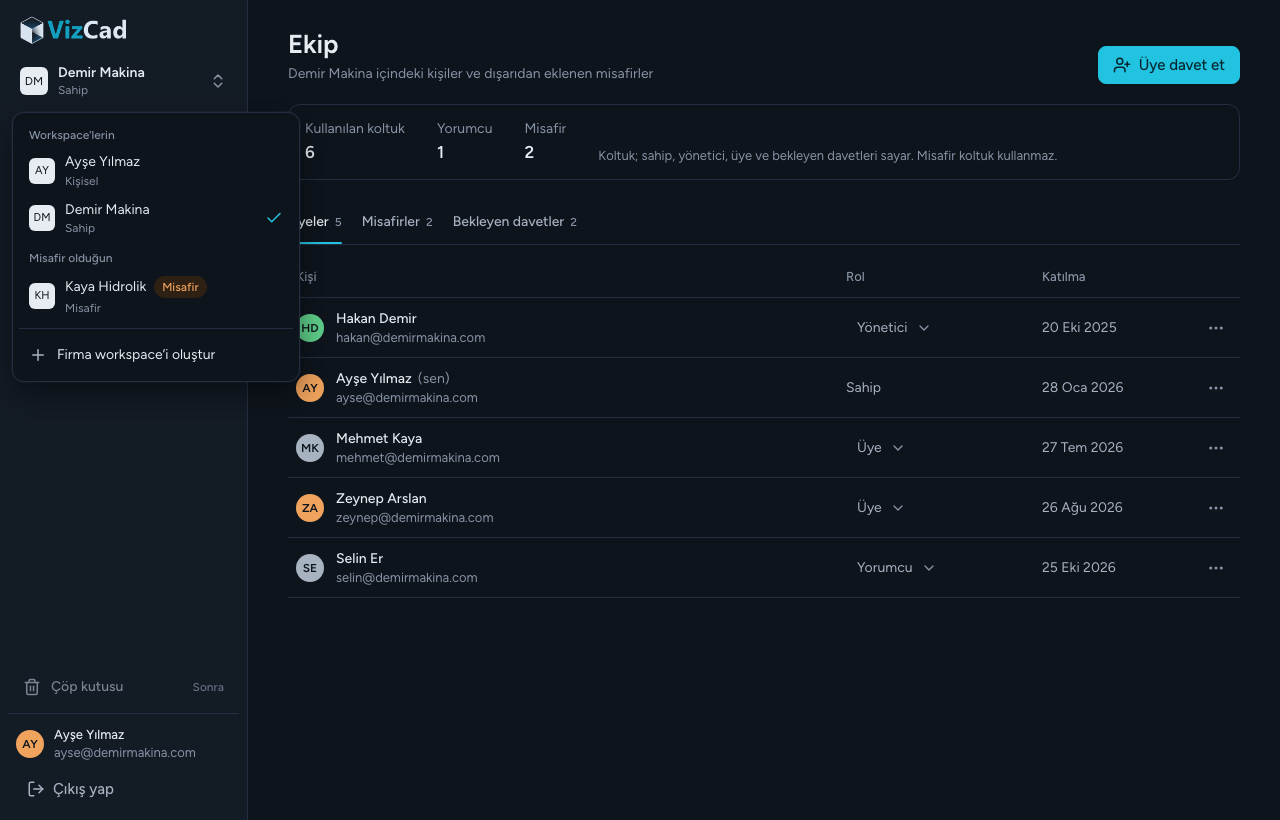 VizCad
DM
Demir Makina
Sahip
Workspace'lerin
AY
Ayşe Yılmaz
Kişisel
DM
Demir Makina
Sahip
Misafir olduğun
KH
Kaya Hidrolik Misafir
Misafir
Firma workspace'i oluştur
Çöp kutusu Sonra
AY
Ayşe Yılmaz
ayse@demirmakina.com
Çıkış yap
Ekip
Demir Makina içindeki kişiler ve dışarıdan eklenen misafirler
Üye davet et
Kullanılan koltuk Yorumcu Misafir
6 1 2
Koltuk; sahip, yönetici, üye ve bekleyen davetleri sayar. Misafir koltuk kullanmaz.
yeler 5 Misafirler 2 Bekleyen davetler 2
Kişi Rol Katılma
HD Hakan Demir Yönetici 20 Eki 2025
hakan@demirmakina.com
AY Ayşe Yılmaz (sen) Sahip 28 Oca 2026
ayse@demirmakina.com
MK Mehmet Kaya Üye 27 Tem 2026
mehmet@demirmakina.com
ZA Zeynep Arslan Üye 26 Ağu 2026
zeynep@demirmakina.com
SE Selin Er Yorumcu 25 Eki 2026
selin@demirmakina.com